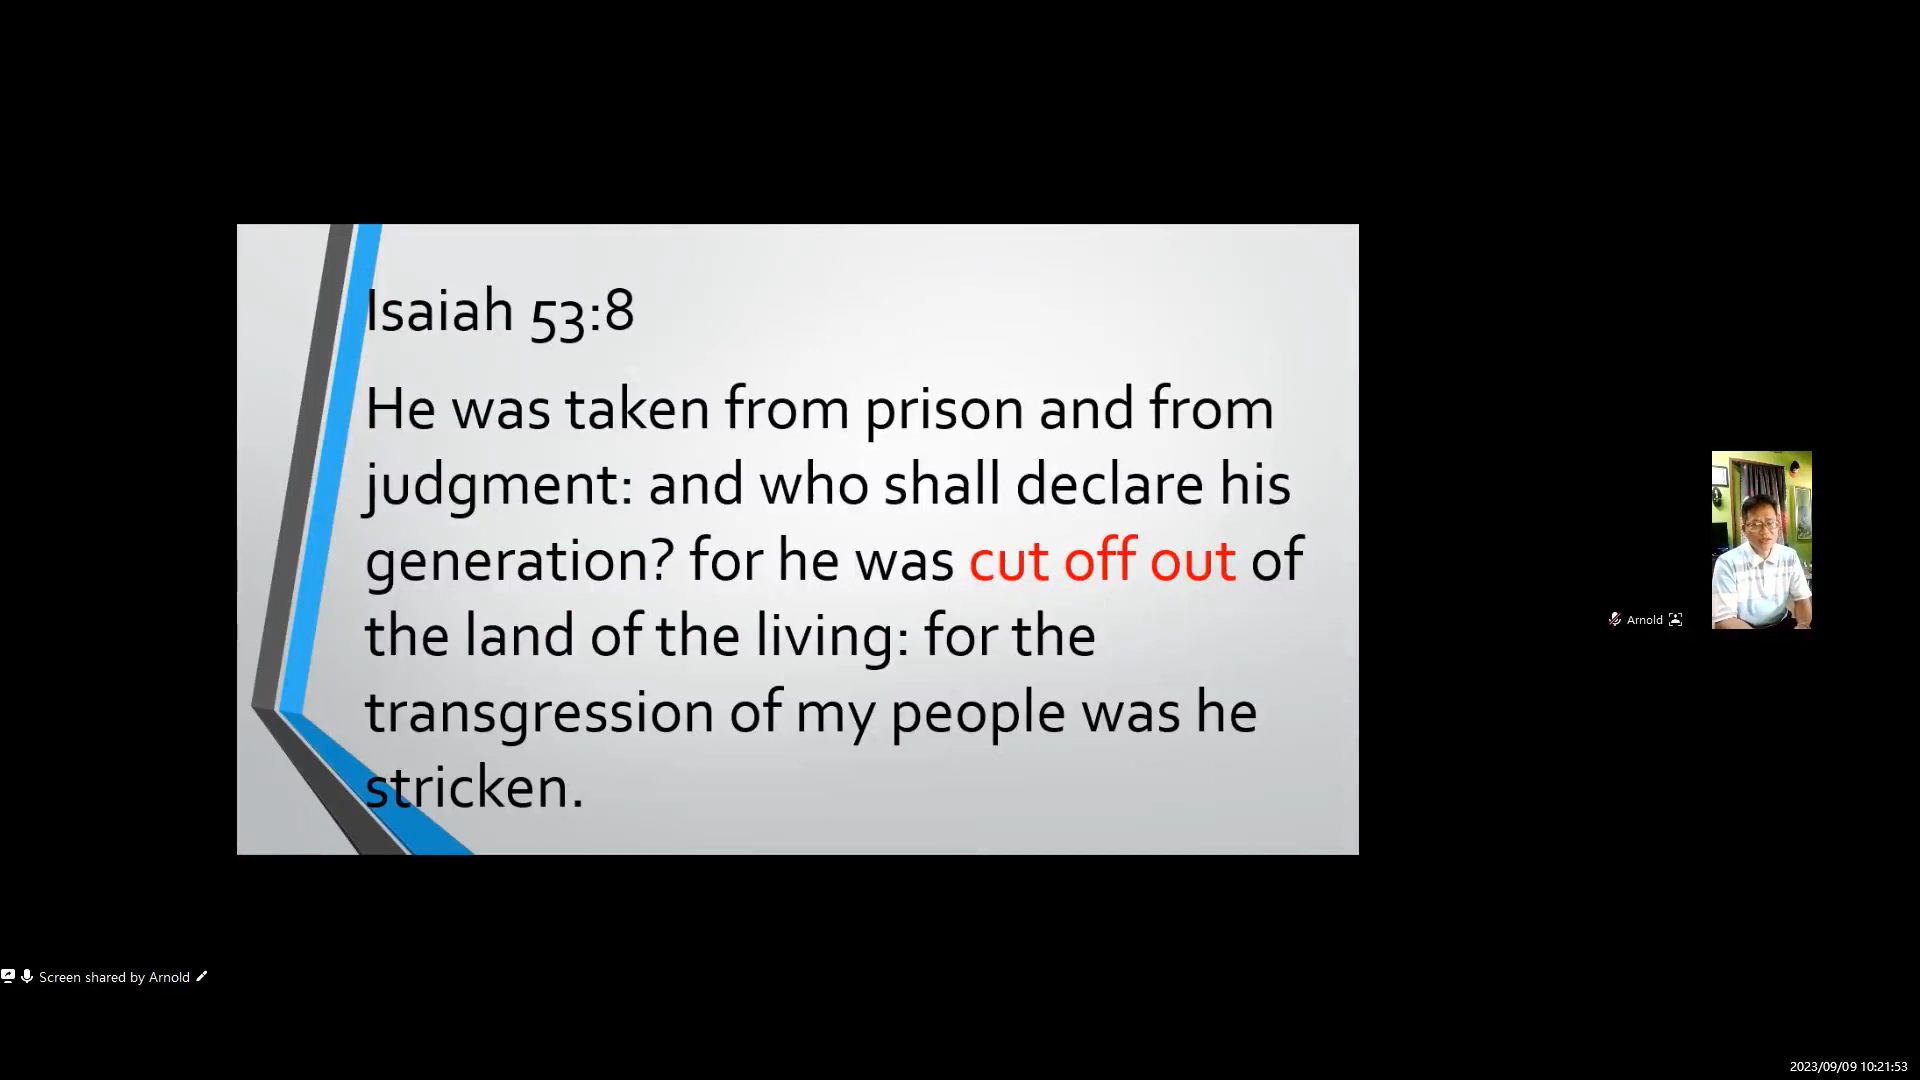 Isaiah 53:8
He was taken from prison and from
judgment: and who shall declare his
generation? for he was cut off out of
the land of the living: for the
transgression of my people was he
stricken.
Arnold
Screen shared by Arnold
2023/09/09 10:21:53